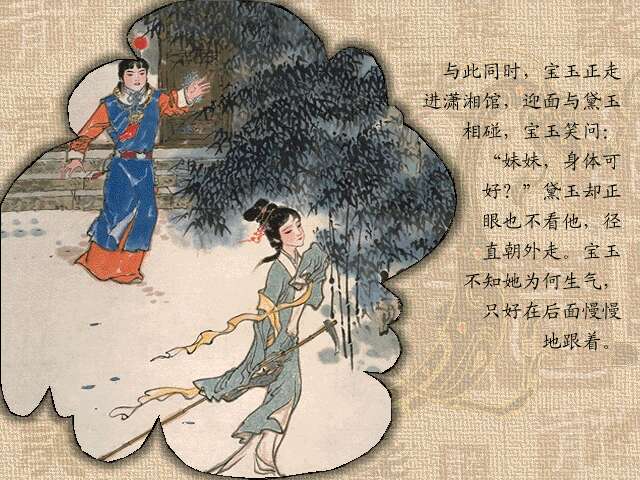 与此同时，宝玉正走
进潇湘馆，迎面与黛玉
相碰，宝玉笑问：
“妹妹，身体可
好？”黛玉却正
眼也不看他，径
直朝外走。宝玉
不知她为何生气，
只好在后面慢慢
地跟着。